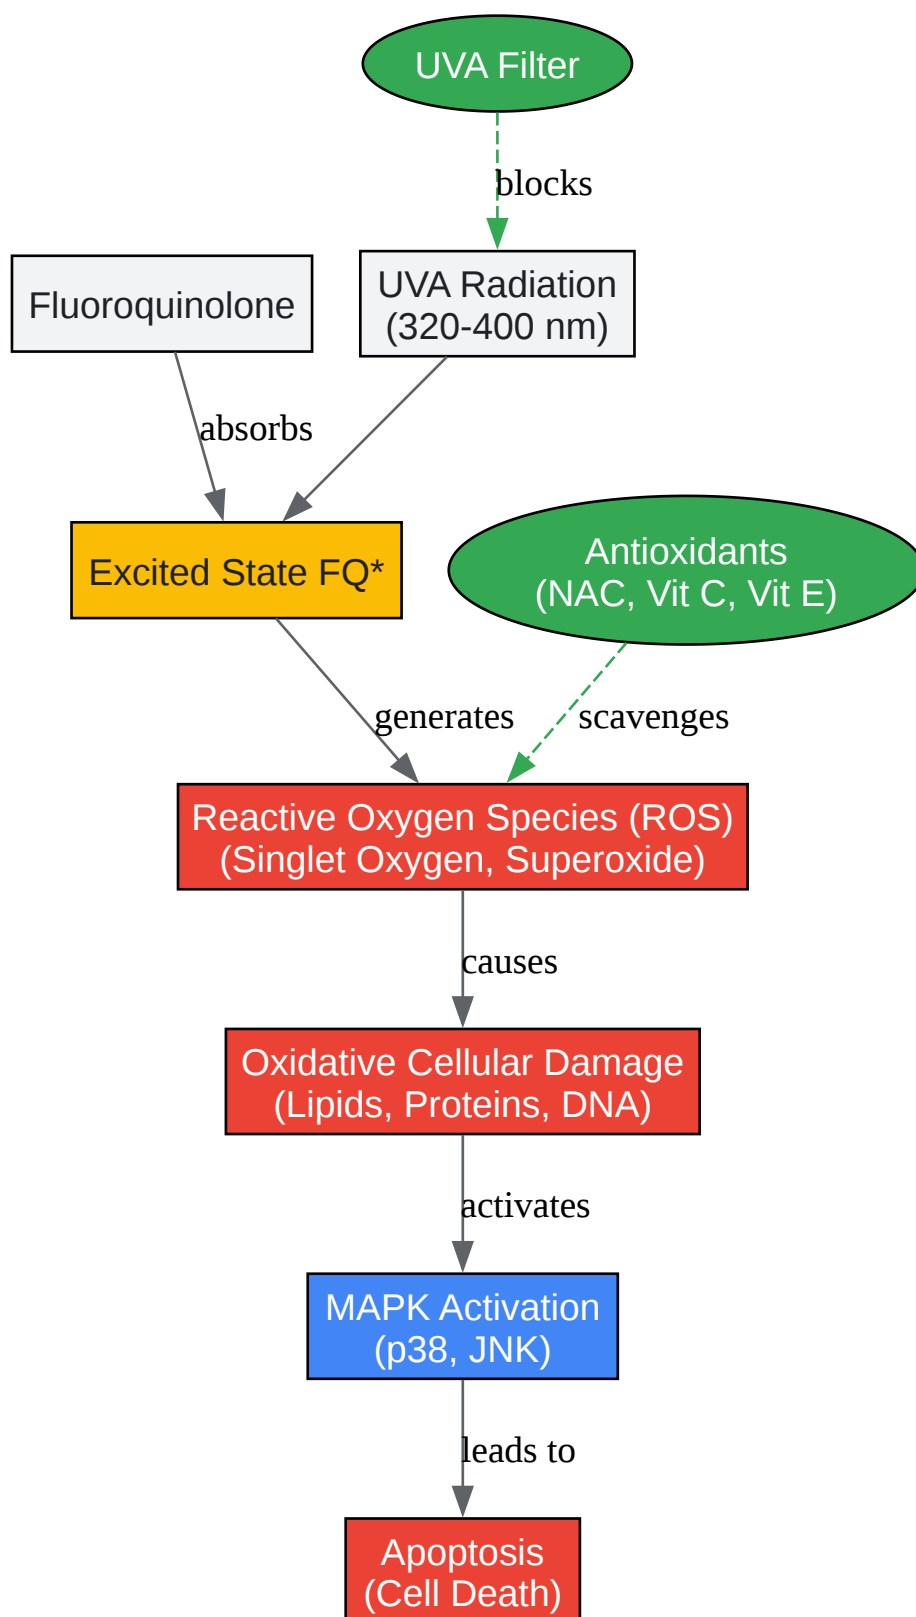 UVA Filter
blocks
Fluoroquinolone
UVA Radiation
(320-400 nm)
absorbs
Excited State FQ*
Antioxidants
(NAC, Vit C, Vit E)
generates
scavenges
Reactive Oxygen Species (ROS)
(Singlet Oxygen, Superoxide)
causes
Oxidative Cellular Damage
(Lipids, Proteins, DNA)
activates
MAPK Activation
(p38, JNK)
leads to
Apoptosis
(Cell Death)